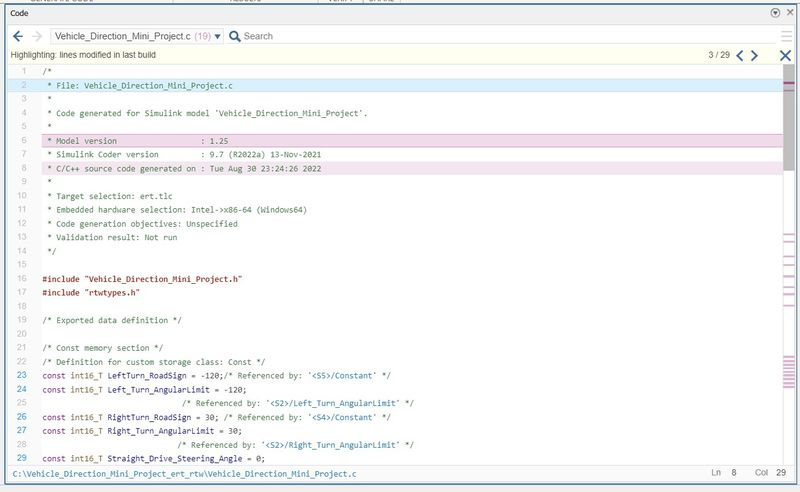 Code
Vehicle_Direction_Mini_Project.c (19) Search
Highlighting: lines modified in last build 3 / 29
1 /*
2 * File: Vehicle_Direction_Mini_Project.c
3 *
4 * Code generated for Simulink model 'Vehicle_Direction_Mini_Project'.
5 *
6 * Model version : 1.25
7 * Simulink Coder version : 9.7 (R2022a) 13-Nov-2021
8 * C/C++ source code generated on : Tue Aug 30 23:24:26 2022
9 *
10 * Target selection: ert.tlc
11 * Embedded hardware selection: Intel->x86-64 (Windows64)
12 * Code generation objectives: Unspecified
13 * Validation result: Not run
14 */
15
16 #include "Vehicle_Direction_Mini_Project.h"
17 #include "rtwtypes.h"
18
19 /* Exported data definition */
20
21 /* Const memory section */
22 /* Definition for custom storage class: Const */
23 const int16_T LeftTurn_RoadSign = -120;/* Referenced by: '<S5>/Constant' */
24 const int16_T Left_Turn_AngularLimit = -120;
25 /* Referenced by: '<S2>/Left_Turn_AngularLimit' */
26 const int16_T RightTurn_RoadSign = 30; /* Referenced by: '<S4>/Constant' */
27 const int16_T Right_Turn_AngularLimit = 30;
28 /* Referenced by: '<S2>/Right_Turn_AngularLimit' */
29 const int16_T Straight_Drive_Steering_Angle = 0;
C:\Vehicle_Direction_Mini_Project_ert_rtw\Vehicle_Direction_Mini_Project.c Ln 8 Col 29